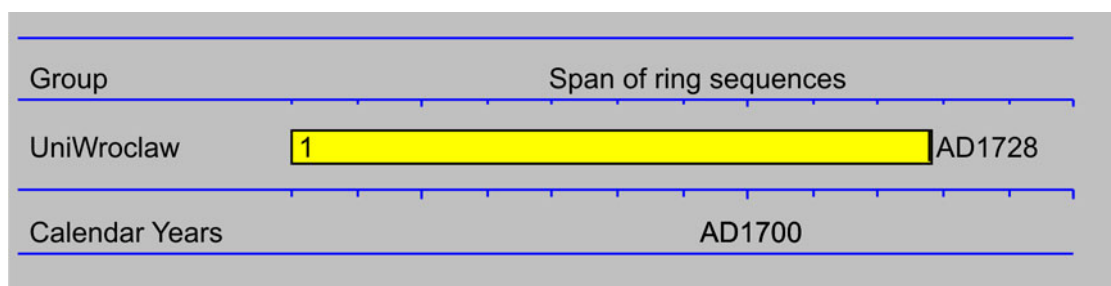 Group Span of ring sequences
UniWroclaw 1 AD1728
Calendar Years AD1700